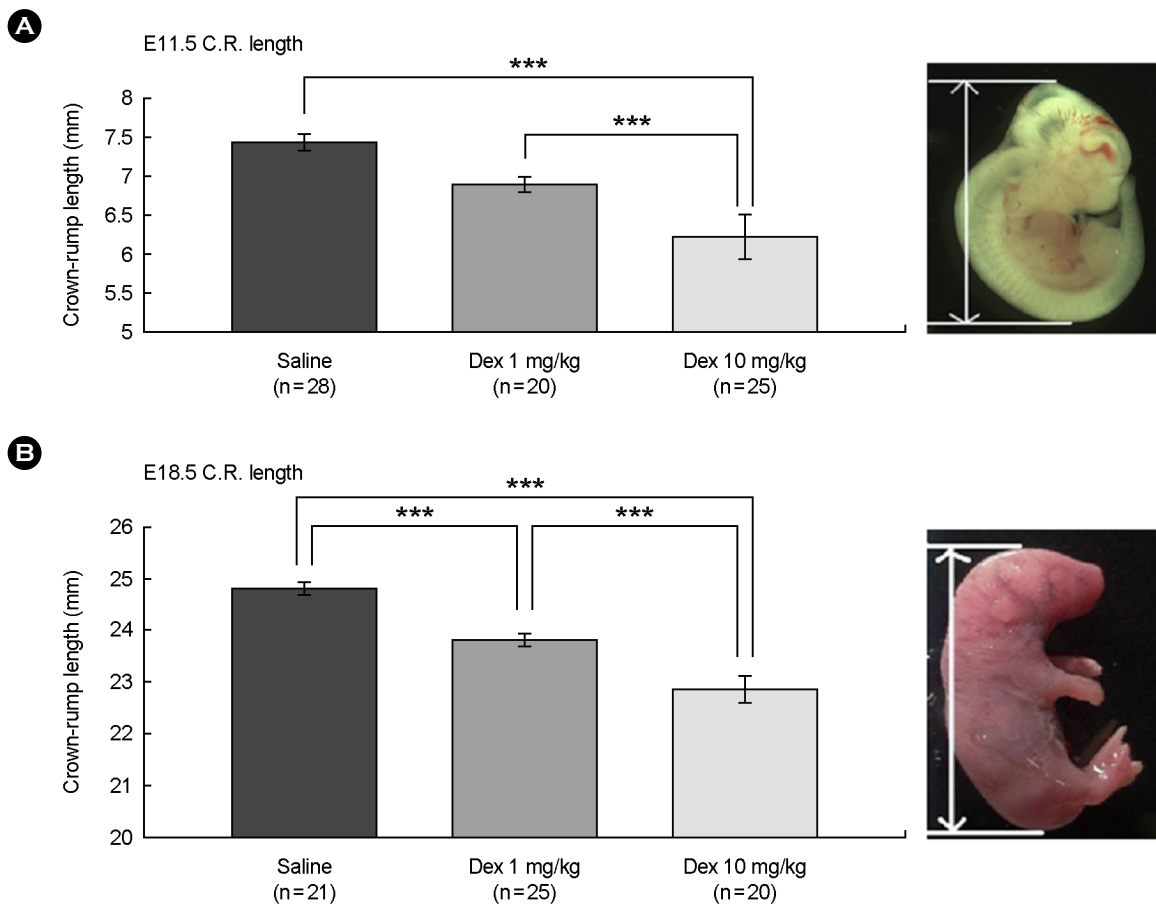 A
E11.5 C.R. length
***
***
Crown-rump length (mm)
8
7.5
7
6.5
6
5.5
5
Saline
(n=28)
Dex 1 mg/kg
(n=20)
Dex 10 mg/kg
(n=25)
B
E18.5 C.R. length
***
***
***
Crown-rump length (mm)
26
25
24
23
22
21
20
Saline
(n=21)
Dex 1 mg/kg
(n=25)
Dex 10 mg/kg
(n=20)